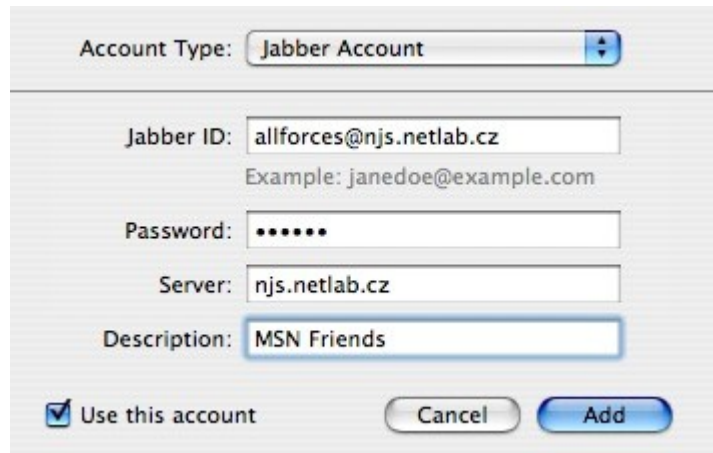 Account Type: Jabber Account
Jabber ID: allforces@njs.netlab.cz
Example: janedoe@example.com
Password: ••••••
Server: njs.netlab.cz
Description: MSN Friends
Use this account Cancel Add